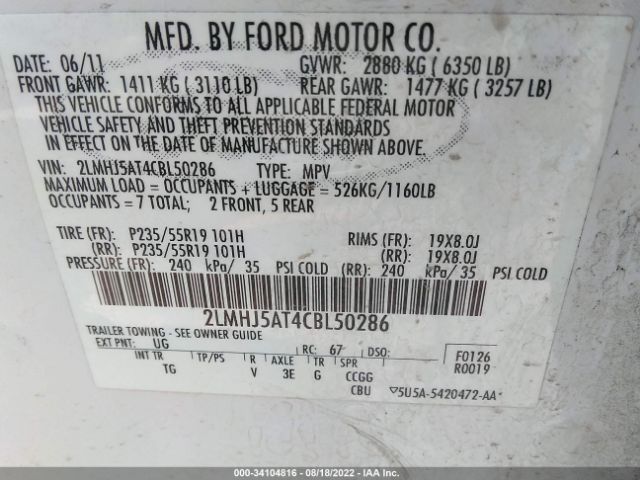 MFD. BY FORD MOTOR CO.
DATE: 06/11 GVWR: 2880 KG ( 6350 LB)
FRONT GAWR: 1411 KG ( 3110 LB) REAR GAWR: 1477 KG ( 3257 LB)
THIS VEHICLE CONFORMS TO ALL APPLICABLE FEDERAL MOTOR
VEHICLE SAFETY AND THEFT PREVENTION STANDARDS
IN EFFECT ON THE DATE OF MANUFACTURE SHOWN ABOVE.
VIN: 2LMHJ5AT4CBL50286 TYPE: MPV
MAXIMUM LOAD = OCCUPANTS + LUGGAGE = 526KG/1160LB
OCCUPANTS = 7 TOTAL; 2 FRONT, 5 REAR
TIRE (FR): P235/55R19 101H RIMS (FR): 19X8.0J
(RR): P235/55R19 101H (RR): 19X8.0J
PRESSURE (FR): 240 kPa/ 35 PSI COLD (RR): 240 kPa/ 35 PSI COLD
2LMHJ5AT4CBL50286
TRAILER TOWING - SEE OWNER GUIDE
EXT PNT: UG RC: 67 DSO: F0126
INT TR TP/PS R AXLE TR SPR R0019
TG V 3E G CCGG
CBU 5U5A-5420472-AA
000-34104816 - 08/18/2022 - IAA Inc.